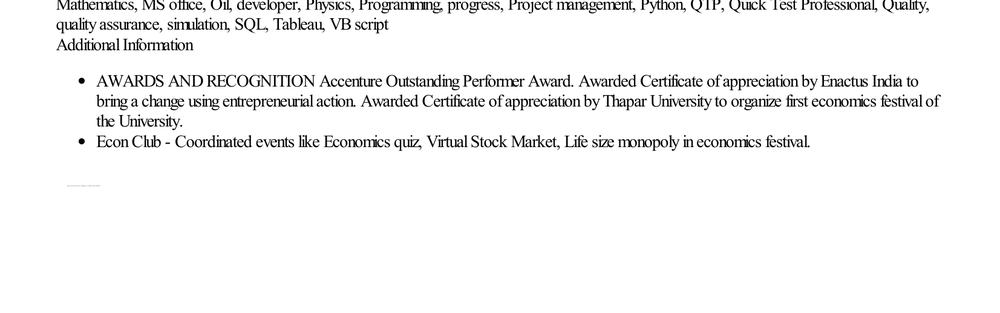 Mathematics, MS office, Oil, developer, Physics, Programming, progress, Project management, Python, QTP, Quick Test Professional, Quality,
quality assurance, simulation, SQL, Tableau, VB script
Additional Information
• AWARDS AND RECOGNITION Accenture Outstanding Performer Award. Awarded Certificate of appreciation by Enactus India to
bring a change using entrepreneurial action. Awarded Certificate of appreciation by Thapar University to organize first economics festival of
the University.
• Econ Club - Coordinated events like Economics quiz, Virtual Stock Market, Life size monopoly in economics festival.